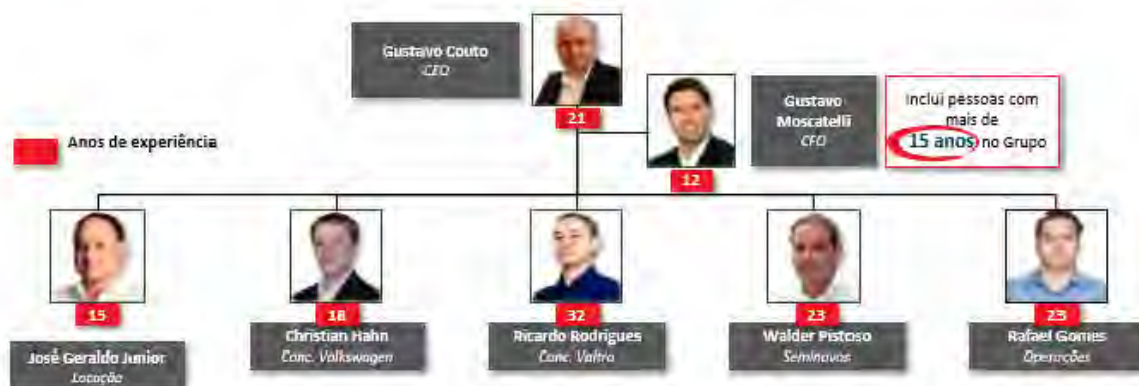 Gustavo Couto
CEO
21
Gustavo
Moscatelli
CFO
Inclui pessoas com
mais de
15 anos no Grupo
Anos de experiência
12
15
18
32
23
23
José Geraldo Junior
Locação
Christian Hahn
Conc. Volkswagen
Ricardo Rodrigues
Conc. Valtra
Walder Pistoso
Seminovos
Rafael Gomes
Operações